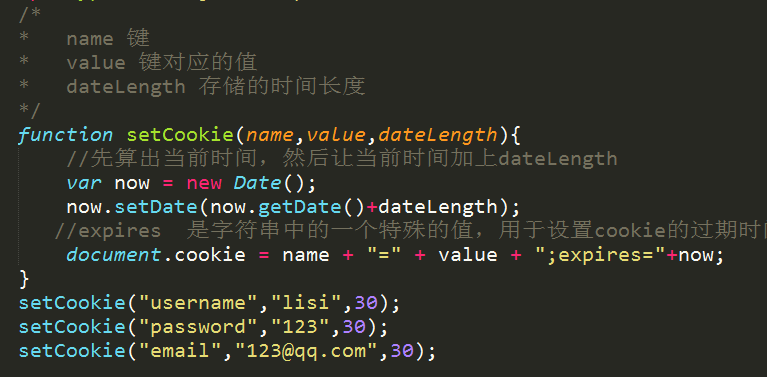 /*
*   name 键
*   value 键对应的值
*   dateLength 存储的时间长度
*/
function setCookie(name,value,dateLength){
    //先算出当前时间，然后让当前时间加上dateLength
    var now = new Date();
    now.setDate(now.getDate()+dateLength);
   //expires  是字符串中的一个特殊的值，用于设置cookie的过期时
    document.cookie = name + "=" + value + ";expires="+now;
}
setCookie("username","lisi",30);
setCookie("password","123",30);
setCookie("email","123@qq.com",30);